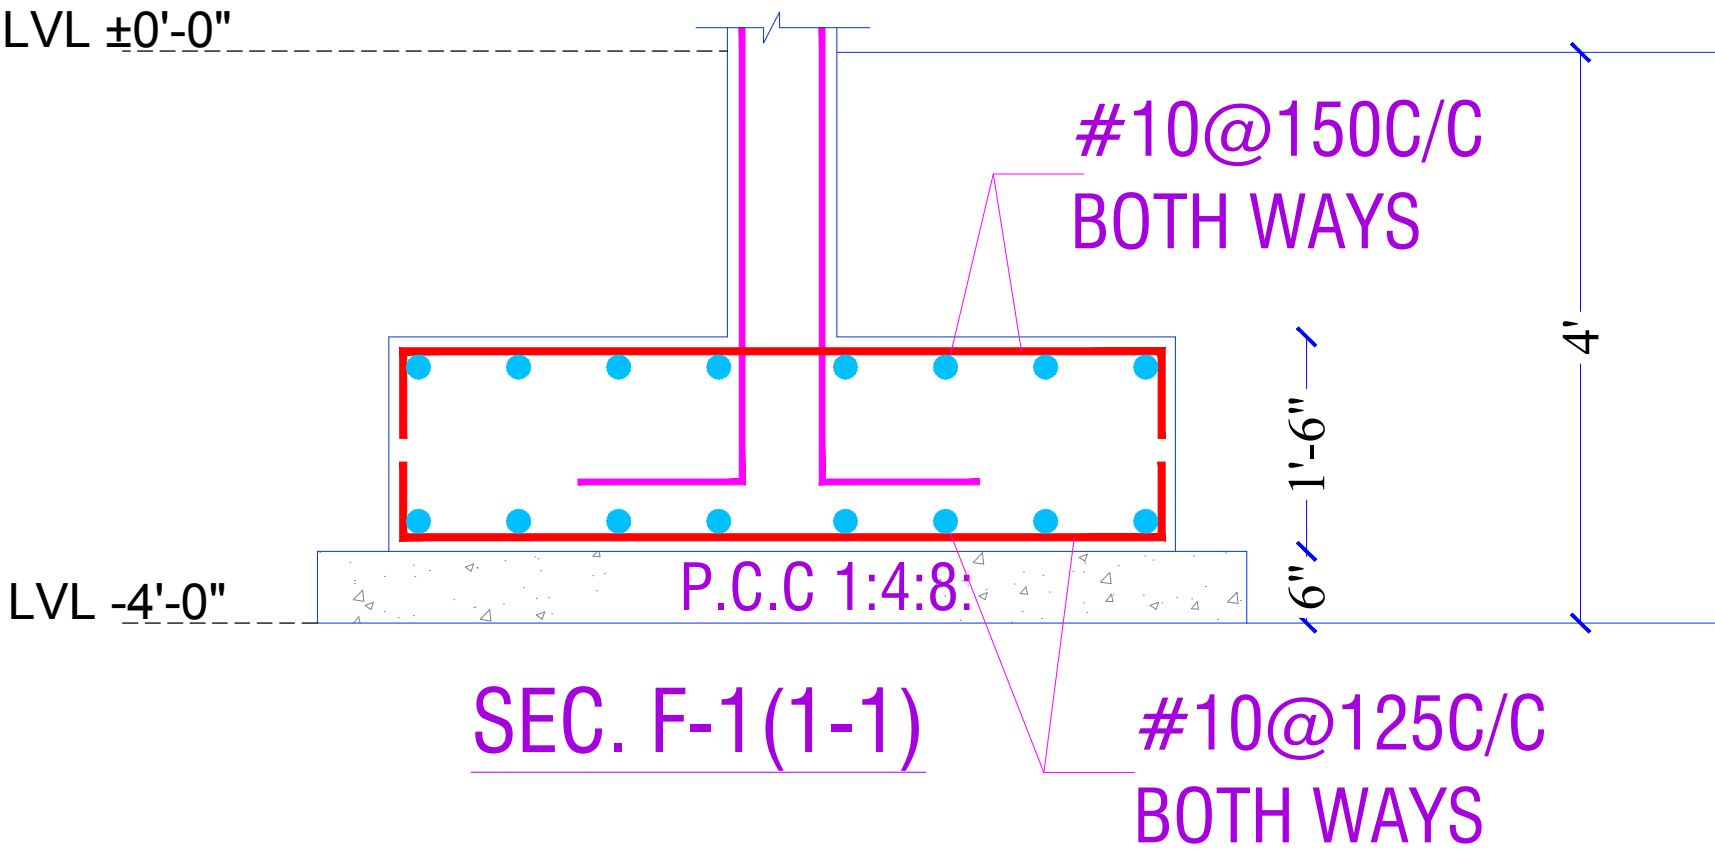 LVL ±0'-0"
#10@150C/C
BOTH WAYS
4'
1'-6"
6"
P.C.C 1:4:8:
LVL -4'-0"
SEC. F-1(1-1)
#10@125C/C
BOTH WAYS